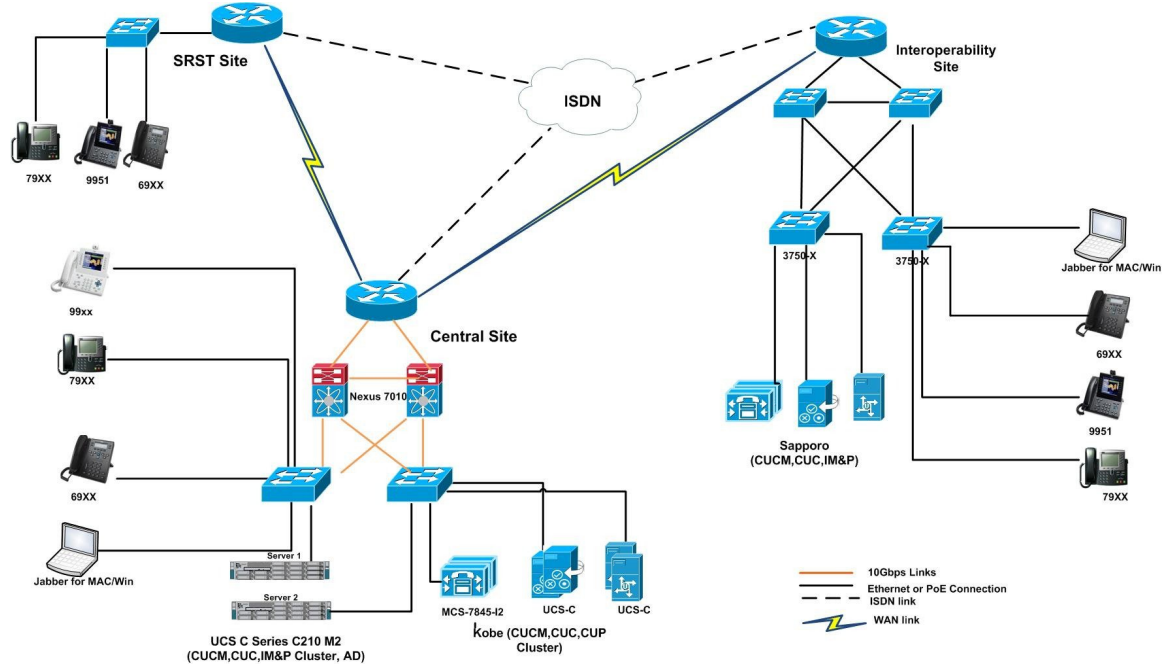 SRST Site
79XX
9951
69XX
ISDN
Interoperability
Site
3750-X
3750-X
Jabber for MAC/Win
69XX
9951
79XX
Sapporo
(CUCM,CUC,IM&P)
99xx
79XX
69XX
Jabber for MAC/Win
Central Site
Nexus 7010
Server 1
Server 2
UCS C Series C210 M2
(CUCM,CUC,IM&P Cluster, AD)
MCS-7845-I2
UCS-C
UCS-C
Kobe (CUCM,CUC,CUP
Cluster)
10Gbps Links
Ethernet or PoE Connection
ISDN link
WAN link